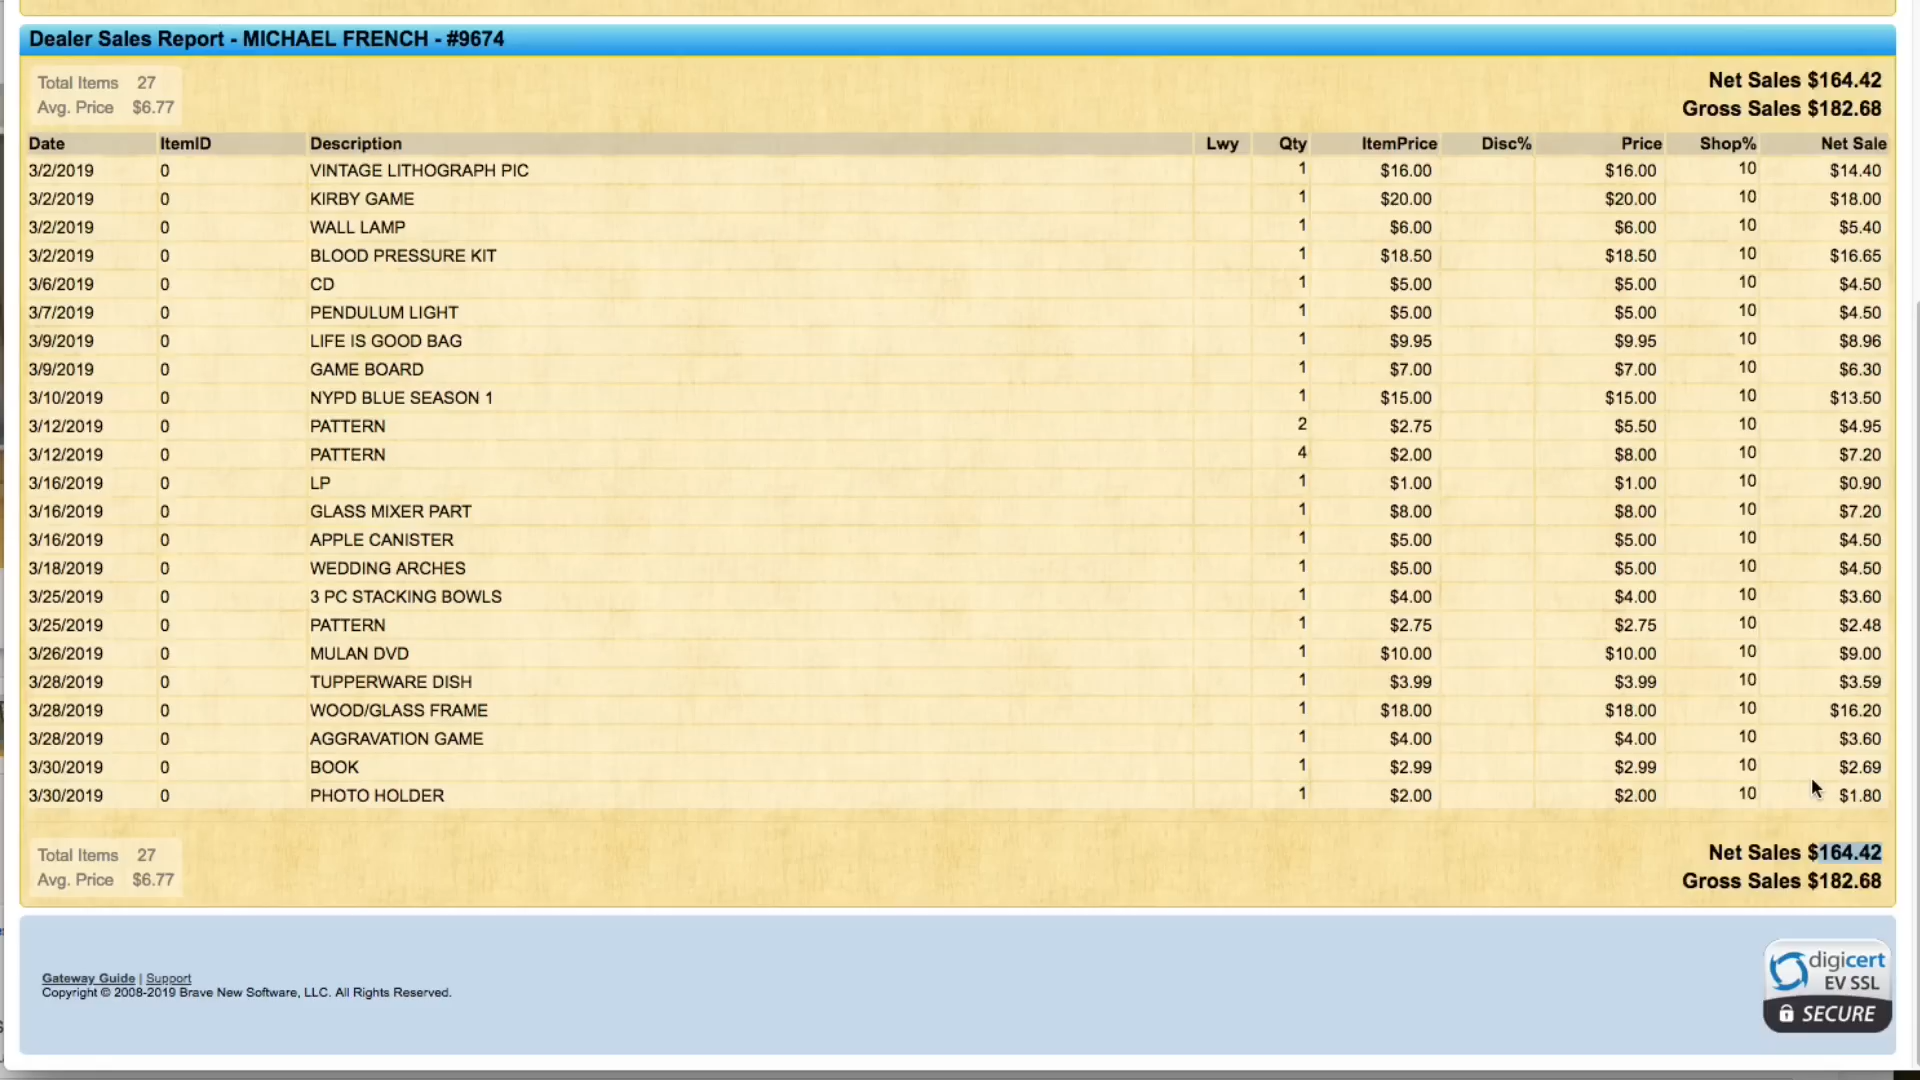 Dealer Sales Report - MICHAEL FRENCH - #9674
Total Items 27
Avg. Price $6.77
Net Sales $164.42
Gross Sales $182.68
Date ItemID Description Lwy Qty ItemPrice Disc% Price Shop% Net Sale
3/2/2019 0 VINTAGE LITHOGRAPH PIC 1 $16.00 $16.00 10 $14.40
3/2/2019 0 KIRBY GAME 1 $20.00 $20.00 10 $18.00
3/2/2019 0 WALL LAMP 1 $6.00 $6.00 10 $5.40
3/2/2019 0 BLOOD PRESSURE KIT 1 $18.50 $18.50 10 $16.65
3/6/2019 0 CD 1 $5.00 $5.00 10 $4.50
3/7/2019 0 PENDULUM LIGHT 1 $5.00 $5.00 10 $4.50
3/9/2019 0 LIFE IS GOOD BAG 1 $9.95 $9.95 10 $8.96
3/9/2019 0 GAME BOARD 1 $7.00 $7.00 10 $6.30
3/10/2019 0 NYPD BLUE SEASON 1 1 $15.00 $15.00 10 $13.50
3/12/2019 0 PATTERN 2 $2.75 $5.50 10 $4.95
3/12/2019 0 PATTERN 4 $2.00 $8.00 10 $7.20
3/16/2019 0 LP 1 $1.00 $1.00 10 $0.90
3/16/2019 0 GLASS MIXER PART 1 $8.00 $8.00 10 $7.20
3/16/2019 0 APPLE CANISTER 1 $5.00 $5.00 10 $4.50
3/18/2019 0 WEDDING ARCHES 1 $5.00 $5.00 10 $4.50
3/25/2019 0 3 PC STACKING BOWLS 1 $4.00 $4.00 10 $3.60
3/25/2019 0 PATTERN 1 $2.75 $2.75 10 $2.48
3/26/2019 0 MULAN DVD 1 $10.00 $10.00 10 $9.00
3/28/2019 0 TUPPERWARE DISH 1 $3.99 $3.99 10 $3.59
3/28/2019 0 WOOD/GLASS FRAME 1 $18.00 $18.00 10 $16.20
3/28/2019 0 AGGRAVATION GAME 1 $4.00 $4.00 10 $3.60
3/30/2019 0 BOOK 1 $2.99 $2.99 10 $2.69
3/30/2019 0 PHOTO HOLDER 1 $2.00 $2.00 10 $1.80
Total Items 27
Avg. Price $6.77
Net Sales $164.42
Gross Sales $182.68
Gateway Guide | Support
Copyright © 2008-2019 Brave New Software, LLC. All Rights Reserved.
digicert
EV SSL
SECURE